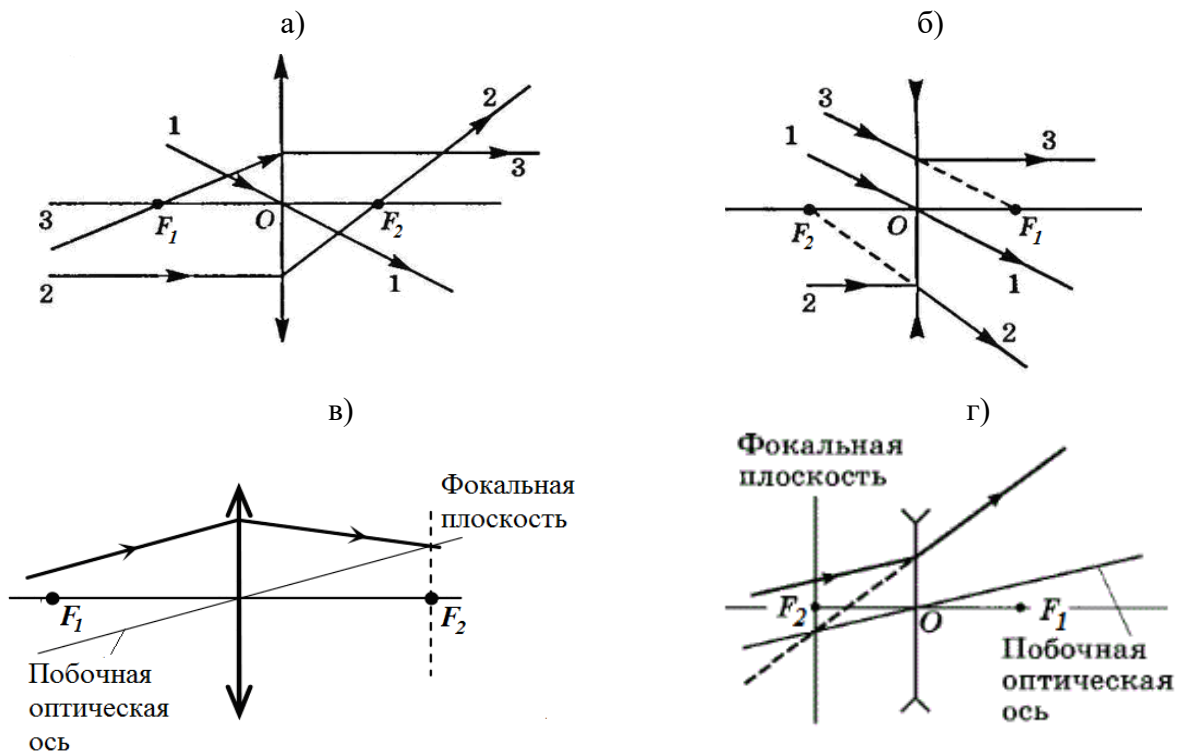 а)
1
2
3
3
F₁
O
F₂
2
1
б)
3
1
3
F₂
O
F₁
2
1
2
в)
Фокальная
плоскость
F₁
F₂
Побочная
оптическая
ось
г)
Фокальная
плоскость
F₂
O
F₁
Побочная
оптическая
ось